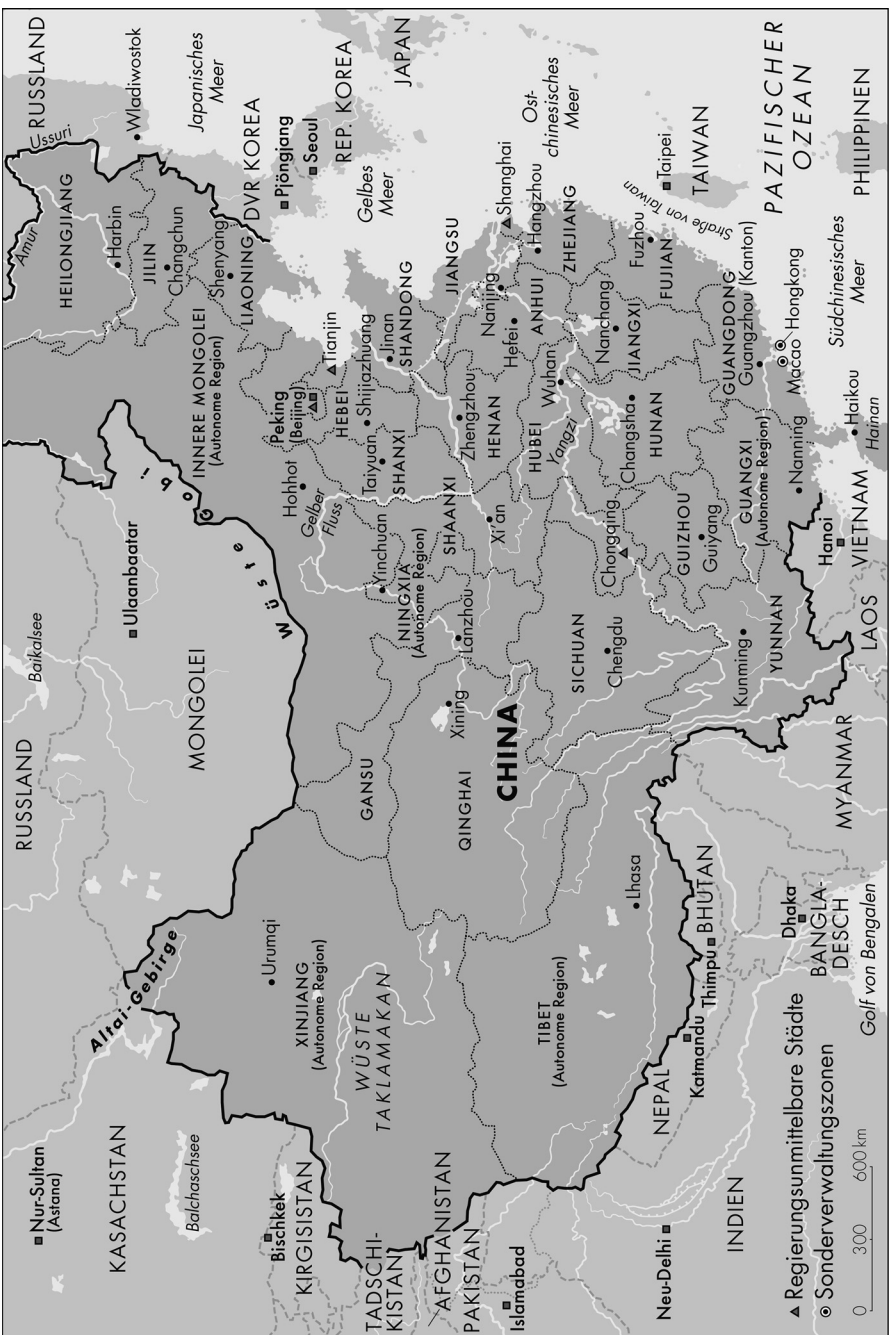 RUSSLAND
Baikalsee
RUSSLAND
Amur
Ussuri
HEILONGJIANG
Harbin
Wladiwostok
Nur-Sultan
(Astana)
KASACHSTAN
Altai-Gebirge
Ulaanbaatar
MONGOLEI
Wüste Gobi
JILIN
Changchun
Japanisches
Meer
Balchaschsee
Shenyang
LIAONING
INNERE MONGOLEI
(Autonome Region)
DVR KOREA
Pjöngjang
Seoul
REP. KOREA
JAPAN
Bischkek
KIRGISISTAN
Urumqi
XINJIANG
(Autonome Region)
Hohhot
Gelber
Fluss
Peking
(Beijing)
Tianjin
HEBEI
Shijiazhuang
Gelbes
Meer
TADSCHI-
KISTAN
WÜSTE
TAKLAMAKAN
GANSU
Yinchuan
NINGXIA
(Autonome Region)
Taiyuan
SHANXI
Jinan
SHANDONG
AFGHANISTAN
PAKISTAN
Islamabad
QINGHAI
Xining
Lanzhou
SHAANXI
Xi'an
Zhengzhou
HENAN
JIANGSU
CHINA
Nanjing
Hefei
ANHUI
Shanghai
Hangzhou
ZHEJIANG
Ost-
chinesisches
Meer
TIBET
(Autonome Region)
Lhasa
SICHUAN
Chengdu
Chongqing
HUBEI
Yangzi
Wuhan
Nanchang
JIANGXI
Changsha
HUNAN
Fuzhou
FUJIAN
Straße von Taiwan
Taipei
TAIWAN
Neu-Delhi
INDIEN
NEPAL
Katmandu
Thimpu
BHUTAN
GUIZHOU
Guiyang
Kunming
YUNNAN
GUANGXI
(Autonome Region)
Nanning
GUANGDONG
Guangzhou (Kanton)
Macao
Hongkong
PAZIFISCHER
OZEAN
Dhaka
BANGLA-
DESCH
Golf von Bengalen
MYANMAR
LAOS
Hanoi
VIETNAM
Haikou
Hainan
Südchinesisches
Meer
PHILIPPINEN
Regierungsunmittelbare Städte
Sonderverwaltungszonen
0 300 600 km